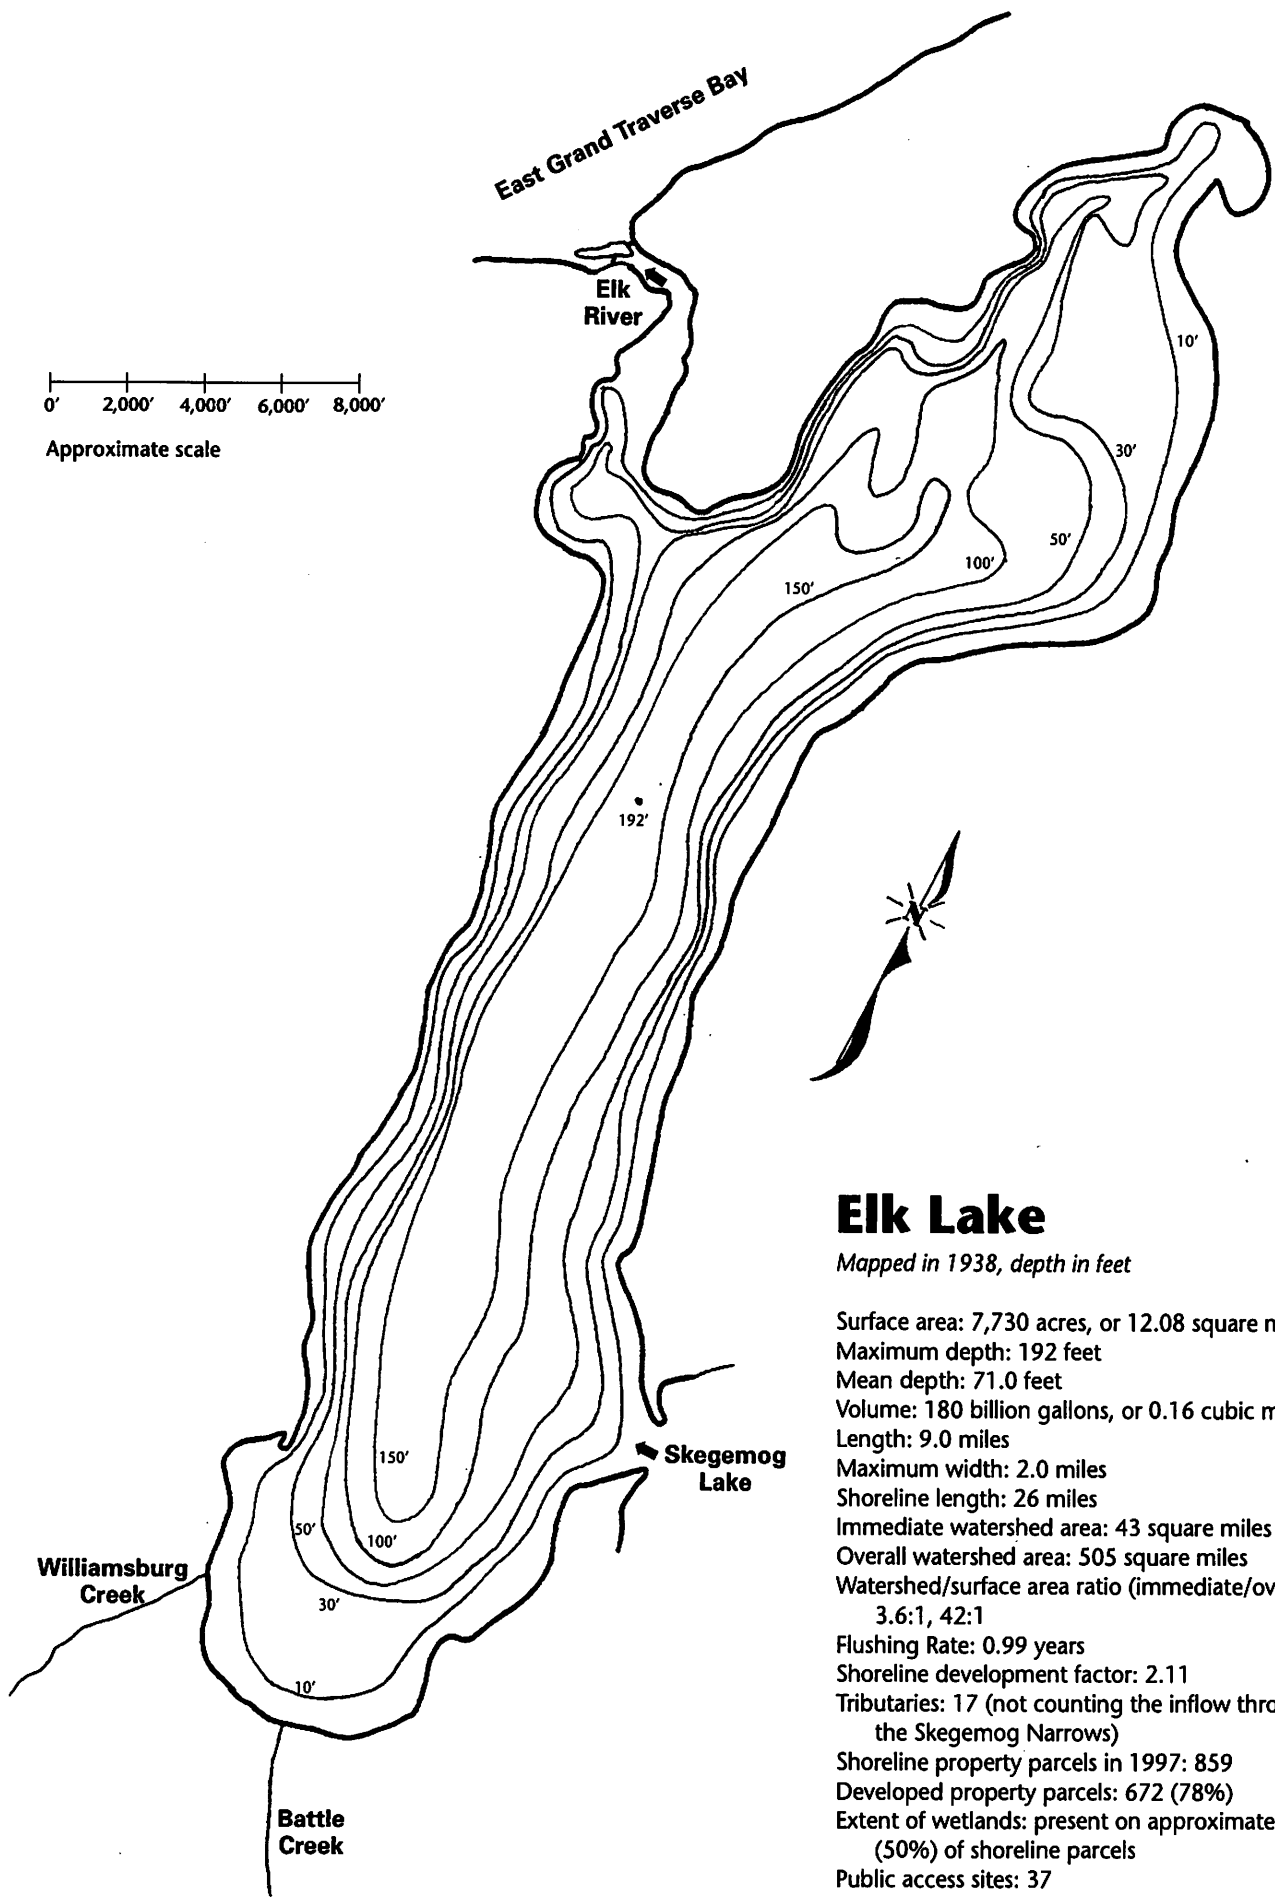 East Grand Traverse Bay
Elk
River
0' 2,000' 4,000' 6,000' 8,000'
Approximate scale
10'
30'
50'
100'
150'
192'
N
Elk Lake
Mapped in 1938, depth in feet
Surface area: 7,730 acres, or 12.08 square
Maximum depth: 192 feet
Mean depth: 71.0 feet
Volume: 180 billion gallons, or 0.16 cubic
Length: 9.0 miles
Maximum width: 2.0 miles
Shoreline length: 26 miles
Immediate watershed area: 43 square miles
Overall watershed area: 505 square miles
Watershed/surface area ratio (immediate/ov
3.6:1, 42:1
Flushing Rate: 0.99 years
Shoreline development factor: 2.11
Tributaries: 17 (not counting the inflow thro
the Skegemog Narrows)
Shoreline property parcels in 1997: 859
Developed property parcels: 672 (78%)
Extent of wetlands: present on approximate
(50%) of shoreline parcels
Public access sites: 37
150'
Skegemog
Lake
50'
100'
Williamsburg
Creek
30'
10'
Battle
Creek